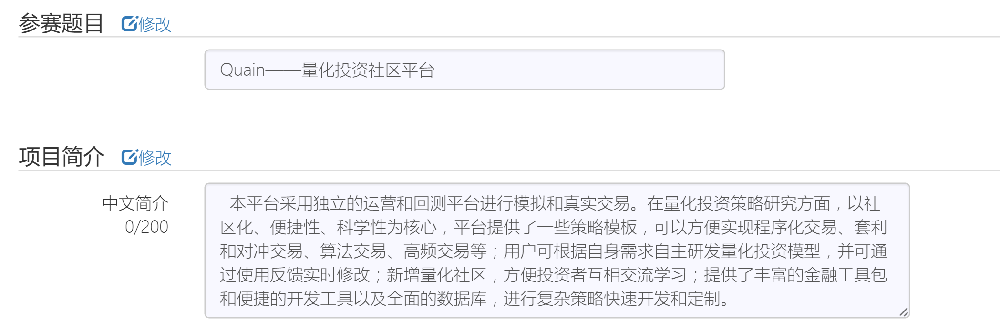 参赛题目 修改
Quain——量化投资社区平台
项目简介 修改
中文简介
0/200
本平台采用独立的运营和回测平台进行模拟和真实交易。在量化投资策略研究方面，以社
区化、便捷性、科学性为核心，平台提供了一些策略模板，可以方便实现程序化交易、套利
和对冲交易、算法交易、高频交易等；用户可根据自身需求自主研发量化投资模型，并可通
过使用反馈实时修改；新增量化社区，方便投资者互相交流学习；提供了丰富的金融工具包
和便捷的开发工具以及全面的数据库，进行复杂策略快速开发和定制。